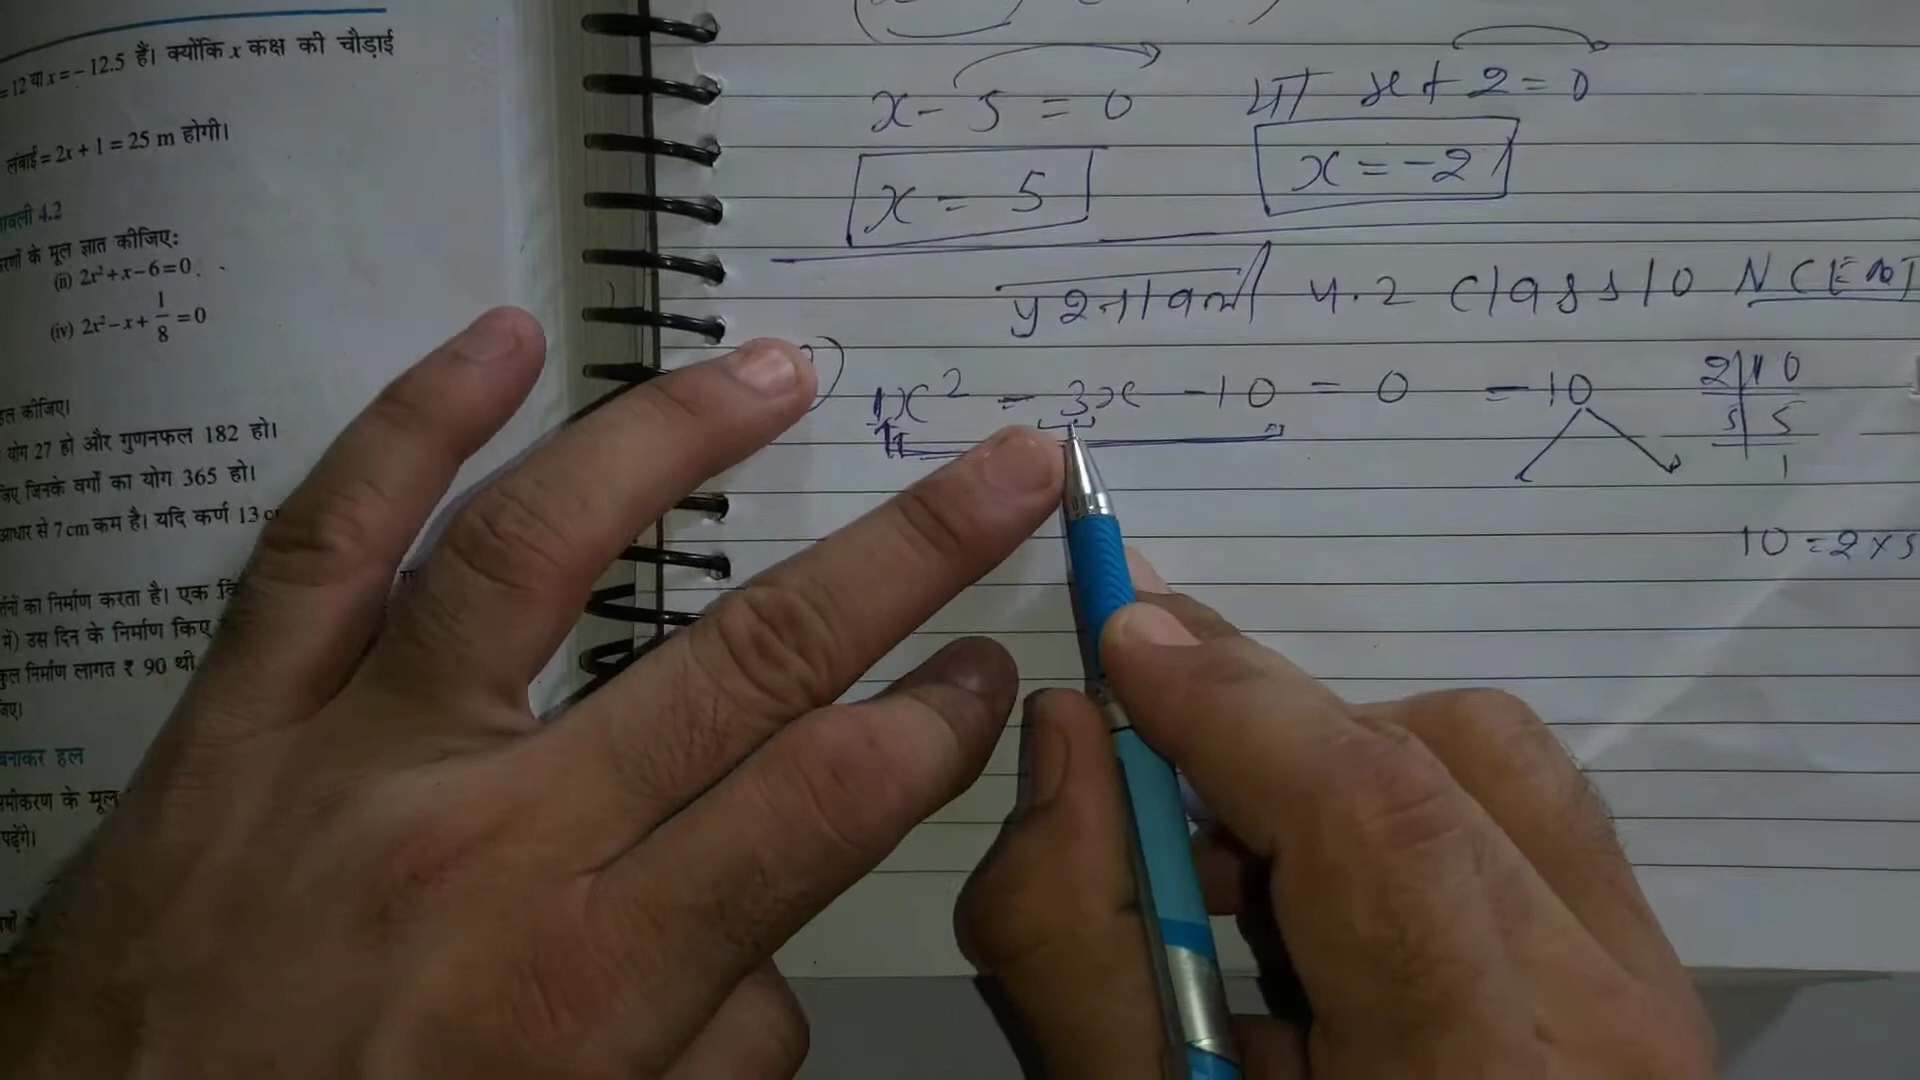 =12 या x = – 12.5 हैं। क्योंकि x कक्ष की चौड़ाई
लंबाई = 2x + 1 = 25 m होगी।
4.2
के मूल ज्ञात कीजिए:
(ii) 2x² + x – 6 = 0
(iv) 2x² – x + 1/8 = 0
हल कीजिए।
योग 27 हो और गुणनफल 182 हो।
जिनके वर्गों का योग 365 हो।
आधार से 7 cm कम है। यदि कर्ण 13
का निर्माण करता है। एक
में) उस दिन के निर्माण किए
कुल निर्माण लागत ₹ 90 थी
बनाकर हल
के मूल
पढ़ेंगे।
x - 5 = 0 या x + 2 = 0
x = 5 x = -2
प्रश्नावली 4.2 Class 10 NCERT
1x² - 3x - 10 = 0 - 10
2 | 10
5 | 5
1
10 = 2 x 5